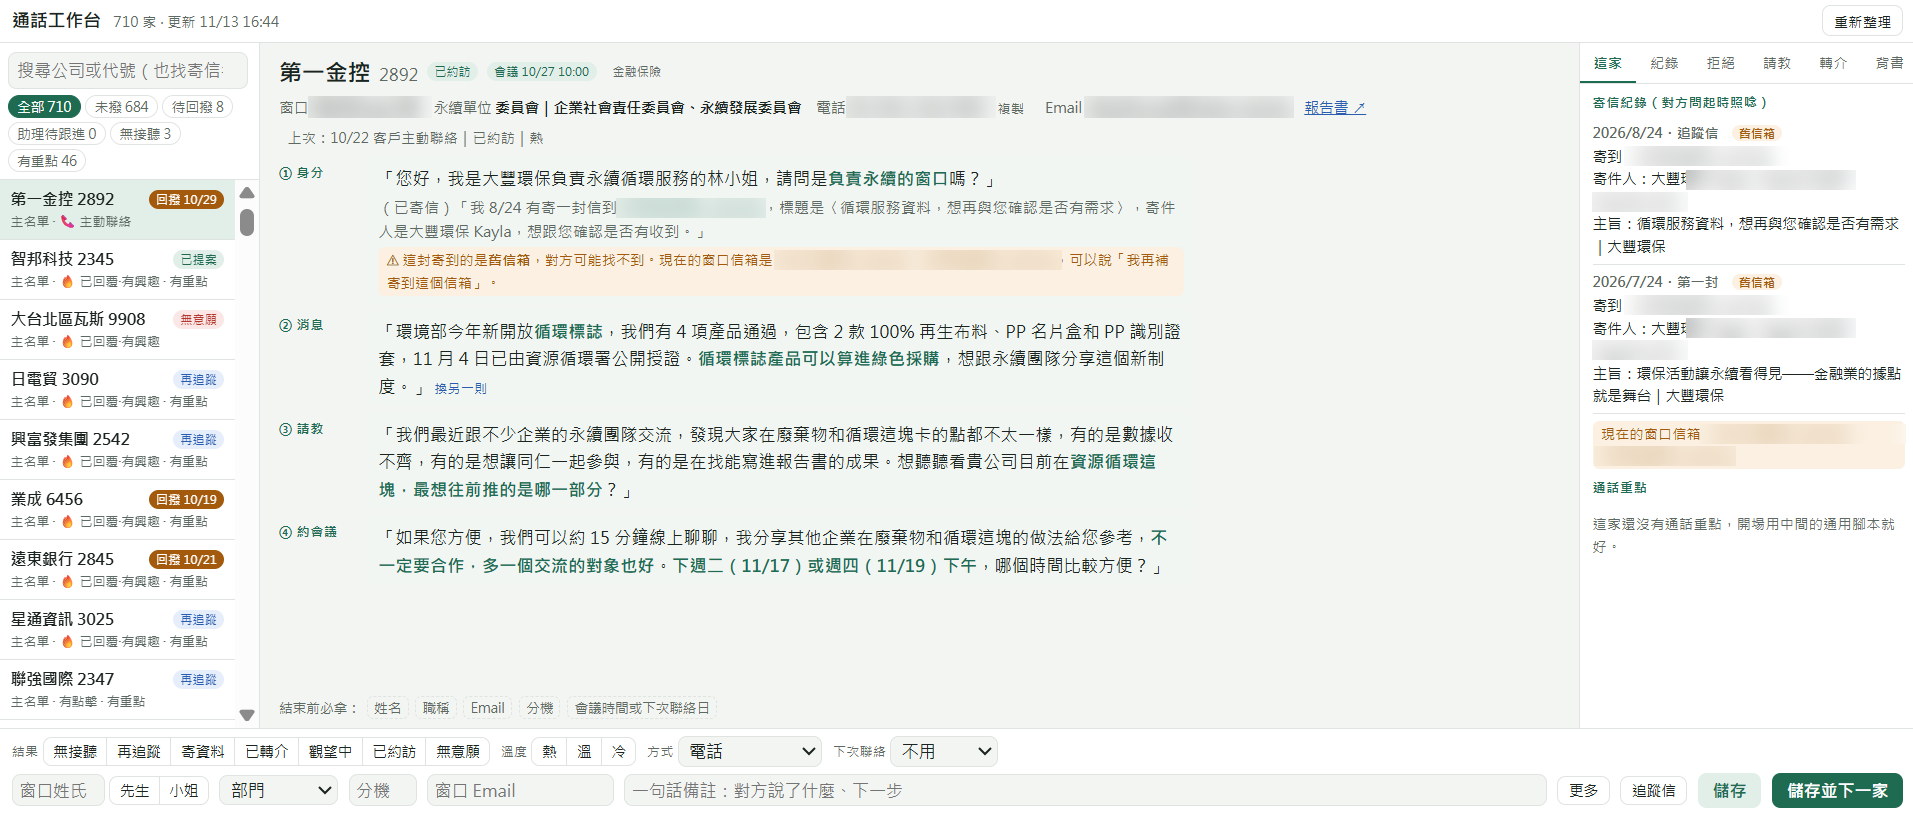 通話工作台 710 家 · 更新 11/13 16:44
重新整理
搜尋公司或代號（也找寄信
全部 710 未撥 684 待回撥 8
助理待跟進 0 無接聽 3
有重點 46
第一金控 2892 回撥 10/29
主名單 · 主動聯絡
智邦科技 2345 已提案
主名單 · 已回覆·有興趣 · 有重點
大台北區瓦斯 9908 無意願
主名單 · 已回覆·有興趣
日電貿 3090 再追蹤
主名單 · 已回覆·有興趣 · 有重點
興富發集團 2542 再追蹤
主名單 · 已回覆·有興趣 · 有重點
業成 6456 回撥 10/19
主名單 · 已回覆·有興趣 · 有重點
遠東銀行 2845 回撥 10/21
主名單 · 已回覆·有興趣 · 有重點
星通資訊 3025 再追蹤
主名單 · 已回覆·有興趣 · 有重點
聯強國際 2347 再追蹤
主名單 · 有點擊 · 有重點
第一金控 2892 已約訪 會議 10/27 10:00 金融保險
窗口 永續單位 委員會｜企業社會責任委員會、永續發展委員會 電話 複製 Email 報告書 ↗
上次：10/22 客戶主動聯絡｜已約訪｜熱
① 身分
「您好，我是大豐環保負責永續循環服務的林小姐，請問是負責永續的窗口嗎？」
（已寄信）「我 8/24 有寄一封信到 ，標題是〈循環服務資料，想再與您確認是否有需求〉，寄件
人是大豐環保 Kayla，想跟您確認是否有收到。」
⚠ 這封寄到的是舊信箱，對方可能找不到。現在的窗口信箱是 ，可以說「我再補
寄到這個信箱」。
② 消息
「環境部今年新開放循環標誌，我們有 4 項產品通過，包含 2 款 100% 再生布料、PP 名片盒和 PP 識別證
套，11 月 4 日已由資源循環署公開授證。循環標誌產品可以算進綠色採購，想跟永續團隊分享這個新制
度。」 換另一則
③ 請教
「我們最近跟不少企業的永續團隊交流，發現大家在廢棄物和循環這塊卡的點都不太一樣，有的是數據收
不齊，有的是想讓同仁一起參與，有的是在找能寫進報告書的成果。想聽聽看貴公司目前在資源循環這
塊，最想往前推的是哪一部分？」
④ 約會議
「如果您方便，我們可以約 15 分鐘線上聊聊，我分享其他企業在廢棄物和循環這塊的做法給您參考，不
一定要合作，多一個交流的對象也好。下週二（11/17）或週四（11/19）下午，哪個時間比較方便？」
結束前必拿： 姓名 職稱 Email 分機 會議時間或下次聯絡日
這家 紀錄 拒絕 請教 轉介 背書
寄信紀錄（對方問起時照唸）
2026/8/24 · 追蹤信 舊信箱
寄到
寄件人：大豐
主旨：循環服務資料，想再與您確認是否有需求
｜大豐環保
2026/7/24 · 第一封 舊信箱
寄到
寄件人：大豐
主旨：環保活動讓永續看得見——金融業的據點
就是舞台｜大豐環保
現在的窗口信箱
通話重點
這家還沒有通話重點，開場用中間的通用腳本就
好。
結果 無接聽 再追蹤 寄資料 已轉介 觀望中 已約訪 無意願 溫度 熱 溫 冷 方式 電話 下次聯絡 不用
窗口姓氏 先生 小姐 部門 分機 窗口 Email 一句話備註：對方說了什麼、下一步 更多 追蹤信 儲存 儲存並下一家